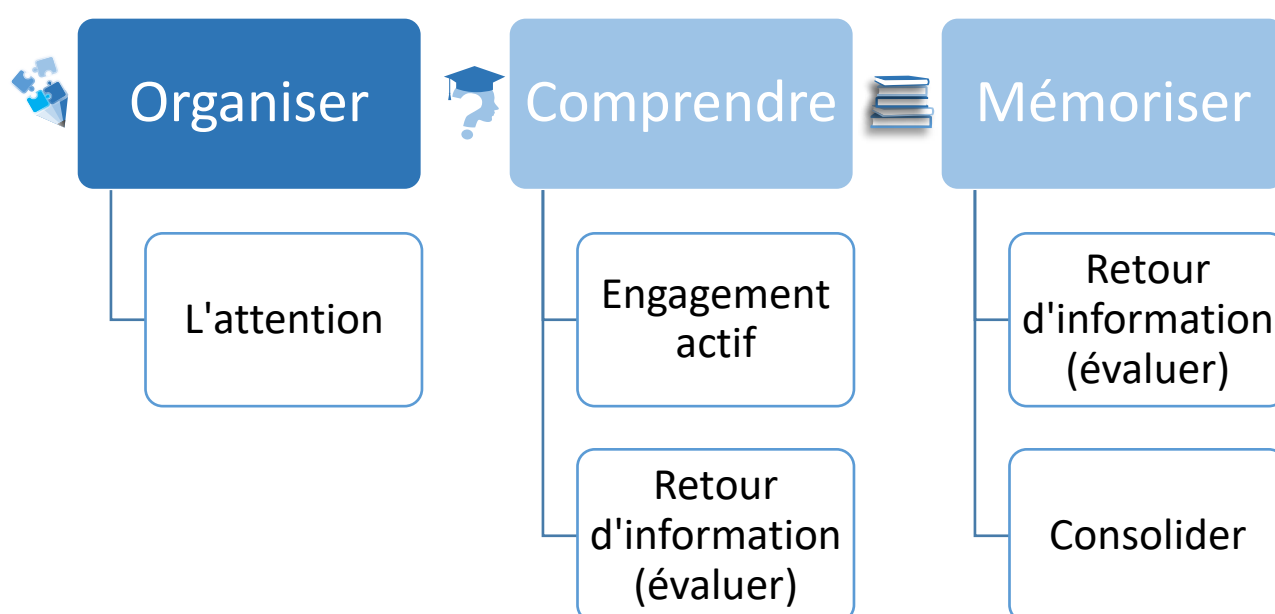 Organiser
Comprendre
Mémoriser
L'attention
Engagement
actif
Retour
d'information
(évaluer)
Retour
d'information
(évaluer)
Consolider